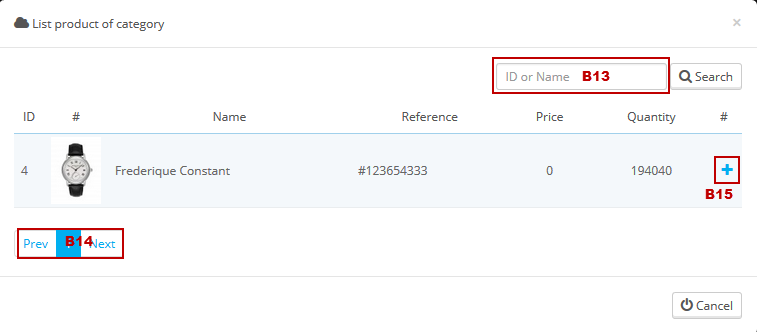 List product of category ×
ID or Name B13 Search
ID # Name Reference Price Quantity #
4 Frederique Constant #123654333 0 194040
B15
Prev B14 Next
Cancel